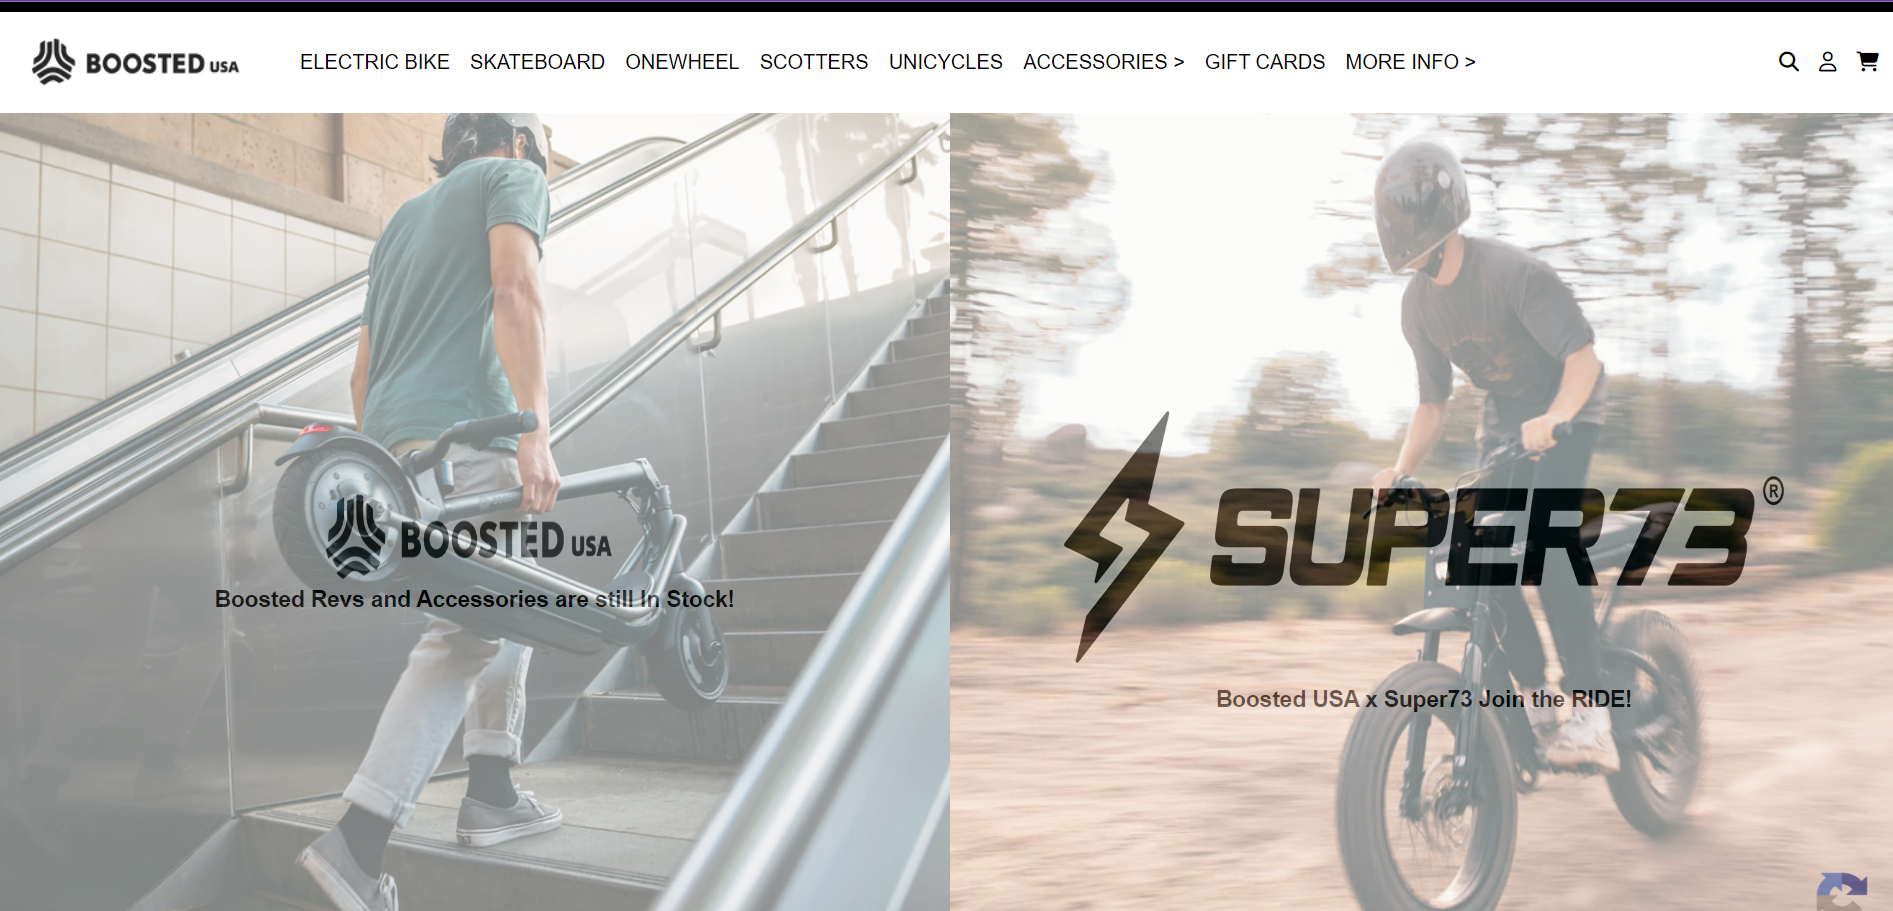 BOOSTED USA
ELECTRIC BIKE SKATEBOARD ONEWHEEL SCOTTERS UNICYCLES ACCESSORIES > GIFT CARDS MORE INFO >
BOOSTED USA
Boosted Revs and Accessories are still In Stock!
SUPER73®
Boosted USA x Super73 Join the RIDE!